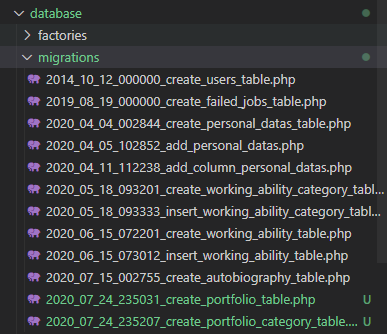 database
factories
migrations
2014_10_12_000000_create_users_table.php
2019_08_19_000000_create_failed_jobs_table.php
2020_04_04_002844_create_personal_datas_table.php
2020_04_05_102852_add_personal_datas.php
2020_04_11_112238_add_column_personal_datas.php
2020_05_18_093201_create_working_ability_category_tabl...
2020_05_18_093333_insert_working_ability_category_table...
2020_06_15_072201_create_working_ability_table.php
2020_06_15_073012_insert_working_ability_table.php
2020_07_15_002755_create_autobiography_table.php
2020_07_24_235031_create_portfolio_table.php U
2020_07_24_235207_create_portfolio_category_table.... U